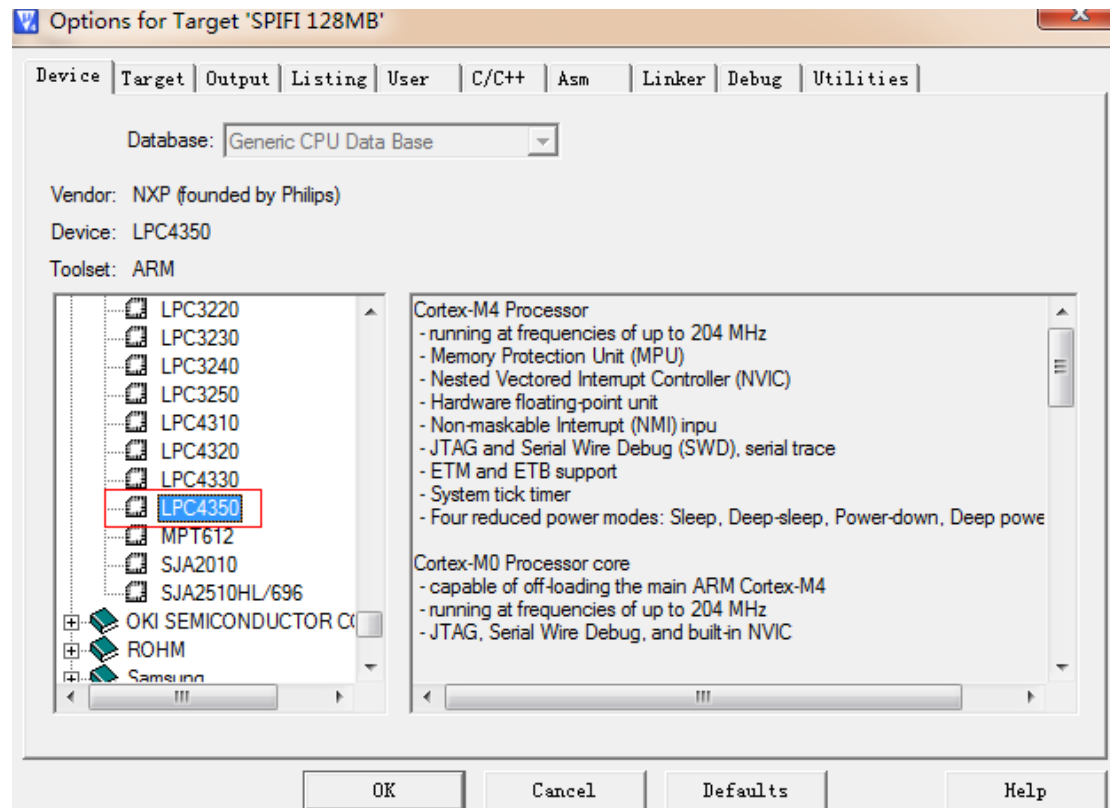 Options for Target 'SPIFI 128MB'
Device Target Output Listing User C/C++ Asm Linker Debug Utilities
Database: Generic CPU Data Base
Vendor: NXP (founded by Philips)
Device: LPC4350
Toolset: ARM
LPC3220
LPC3230
LPC3240
LPC3250
LPC4310
LPC4320
LPC4330
LPC4350
MPT612
SJA2010
SJA2510HL/696
OKI SEMICONDUCTOR C
ROHM
Samsung
Cortex-M4 Processor
- running at frequencies of up to 204 MHz
- Memory Protection Unit (MPU)
- Nested Vectored Interrupt Controller (NVIC)
- Hardware floating-point unit
- Non-maskable Interrupt (NMI) inpu
- JTAG and Serial Wire Debug (SWD), serial trace
- ETM and ETB support
- System tick timer
- Four reduced power modes: Sleep, Deep-sleep, Power-down, Deep powe
Cortex-M0 Processor core
- capable of off-loading the main ARM Cortex-M4
- running at frequencies of up to 204 MHz
- JTAG, Serial Wire Debug, and built-in NVIC
OK Cancel Defaults Help